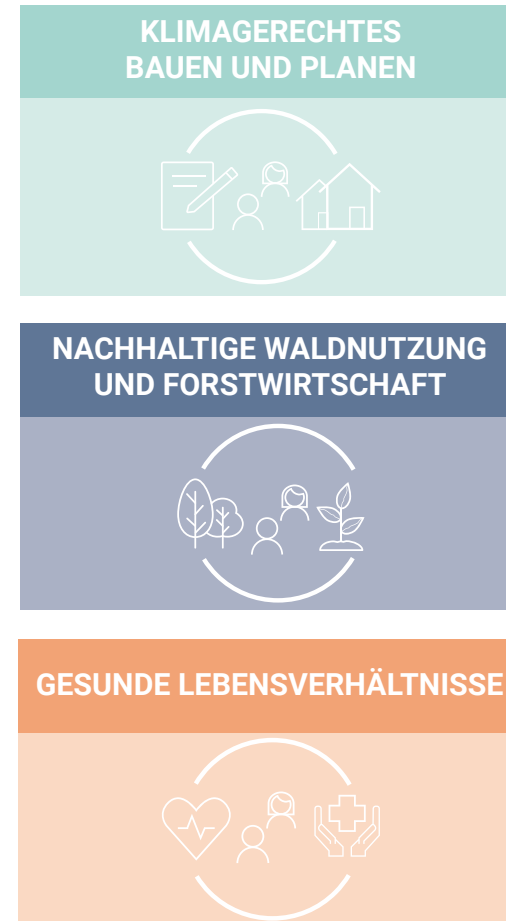 KLIMAGERECHTES
BAUEN UND PLANEN
NACHHALTIGE WALDNUTZUNG
UND FORSTWIRTSCHAFT
GESUNDE LEBENSVERHÄLTNISSE